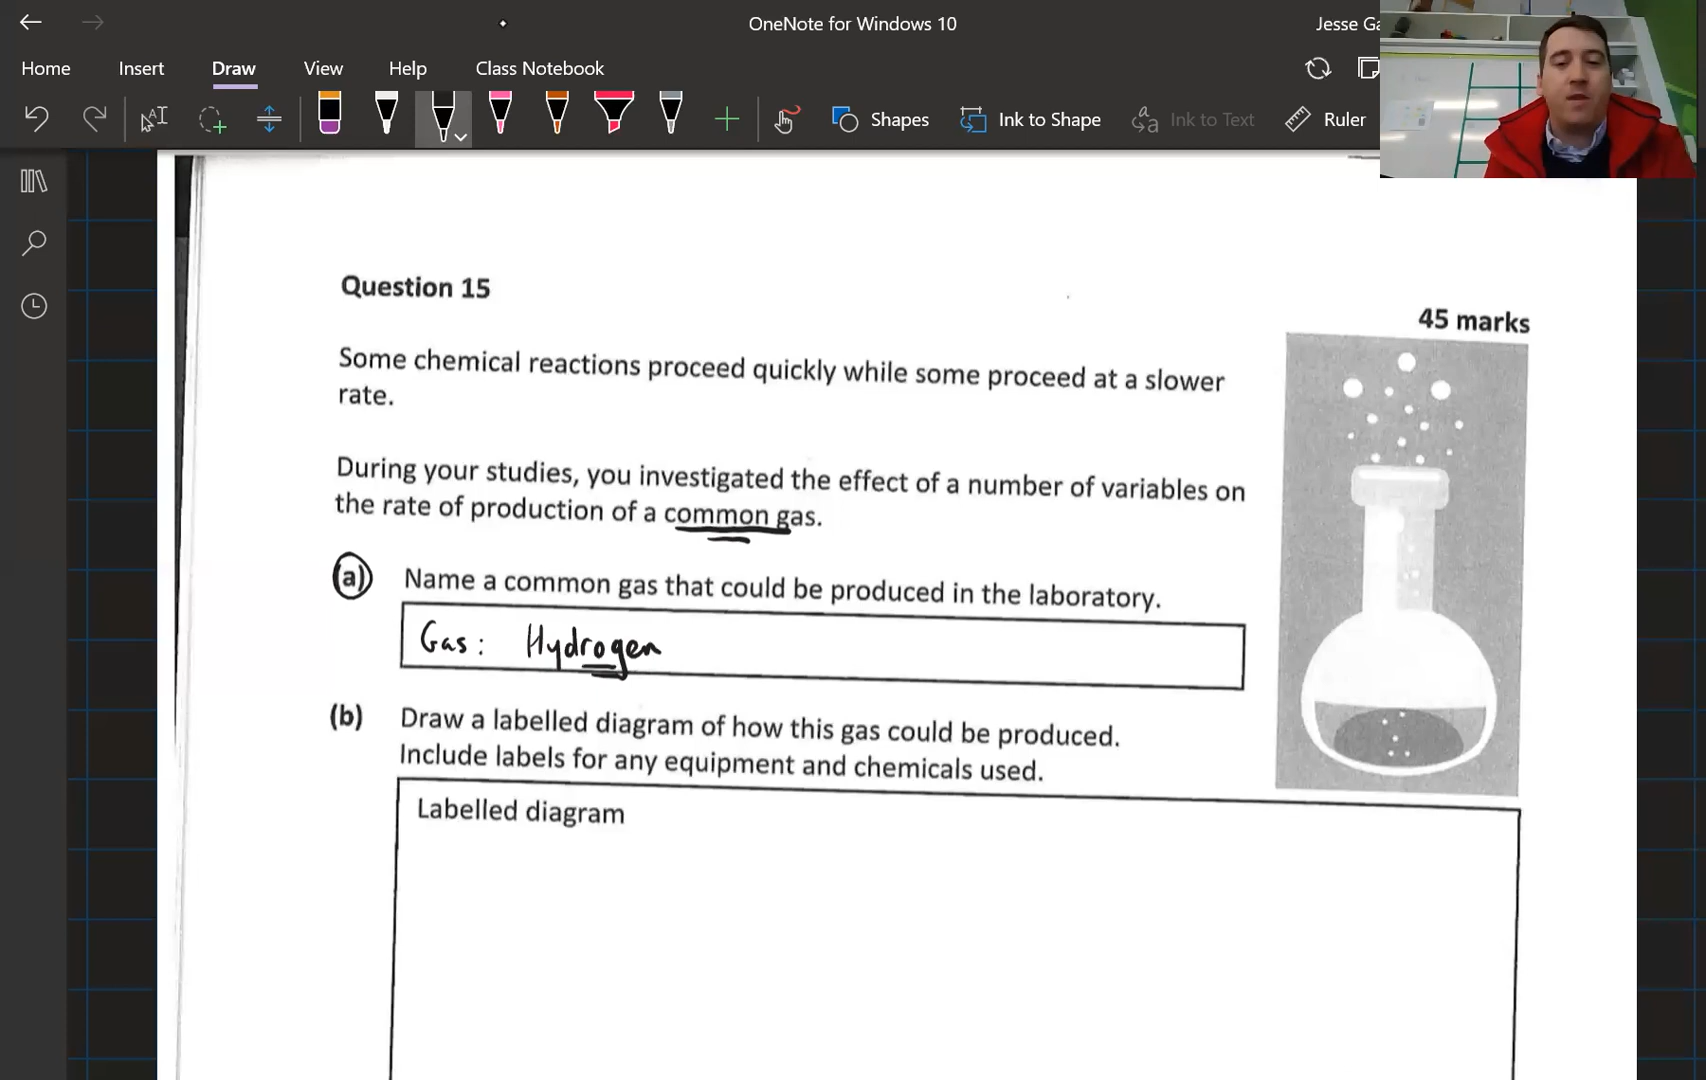 OneNote for Windows 10
Jesse Ga
Home Insert Draw View Help Class Notebook
Shapes Ink to Shape Ink to Text Ruler
Question 15
45 marks
Some chemical reactions proceed quickly while some proceed at a slower
rate.
During your studies, you investigated the effect of a number of variables on
the rate of production of a common gas.
(a) Name a common gas that could be produced in the laboratory.
Gas: Hydrogen
(b) Draw a labelled diagram of how this gas could be produced.
Include labels for any equipment and chemicals used.
Labelled diagram